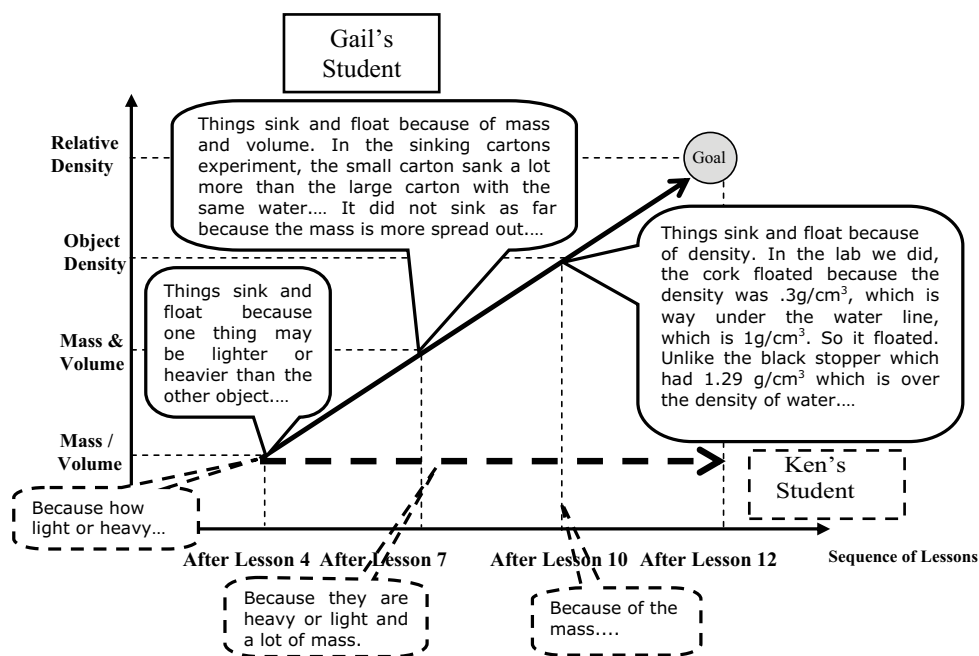 Gail's
Student
Relative
Density
Object
Density
Mass &
Volume
Mass /
Volume
Things sink and float because of mass
and volume. In the sinking cartons
experiment, the small carton sank a lot
more than the large carton with the
same water.... It did not sink as far
because the mass is more spread out....
Goal
Things sink and
float because
one thing may
be lighter or
heavier than the
other object....
Things sink and float because
of density. In the lab we did,
the cork floated because the
density was .3g/cm³, which is
way under the water line,
which is 1g/cm³. So it floated.
Unlike the black stopper which
had 1.29 g/cm³ which is over
the density of water....
Ken's
Student
Because how
light or heavy…
After Lesson 4 After Lesson 7 After Lesson 10 After Lesson 12 Sequence of Lessons
Because they are
heavy or light and
a lot of mass.
Because of the
mass....